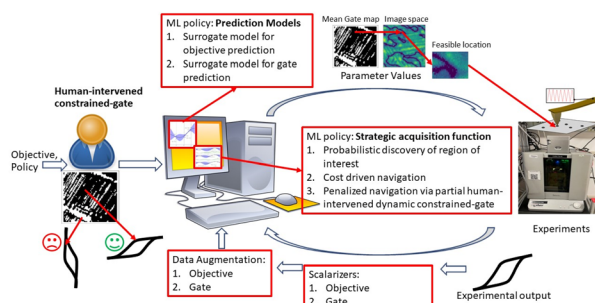 ML policy: Prediction Models
1. Surrogate model for
objective prediction
2. Surrogate model for gate
prediction
Mean Gate map
Image space
Feasible location
Parameter Values
Human-intervened
constrained-gate
Objective,
Policy
ML policy: Strategic acquisition function
1. Probabilistic discovery of region of
interest
2. Cost driven navigation
3. Penalized navigation via partial human-
intervened dynamic constrained-gate
Experiments
Data Augmentation:
1. Objective
2. Gate
Scalarizers:
1. Objective
2. Gate
Experimental output